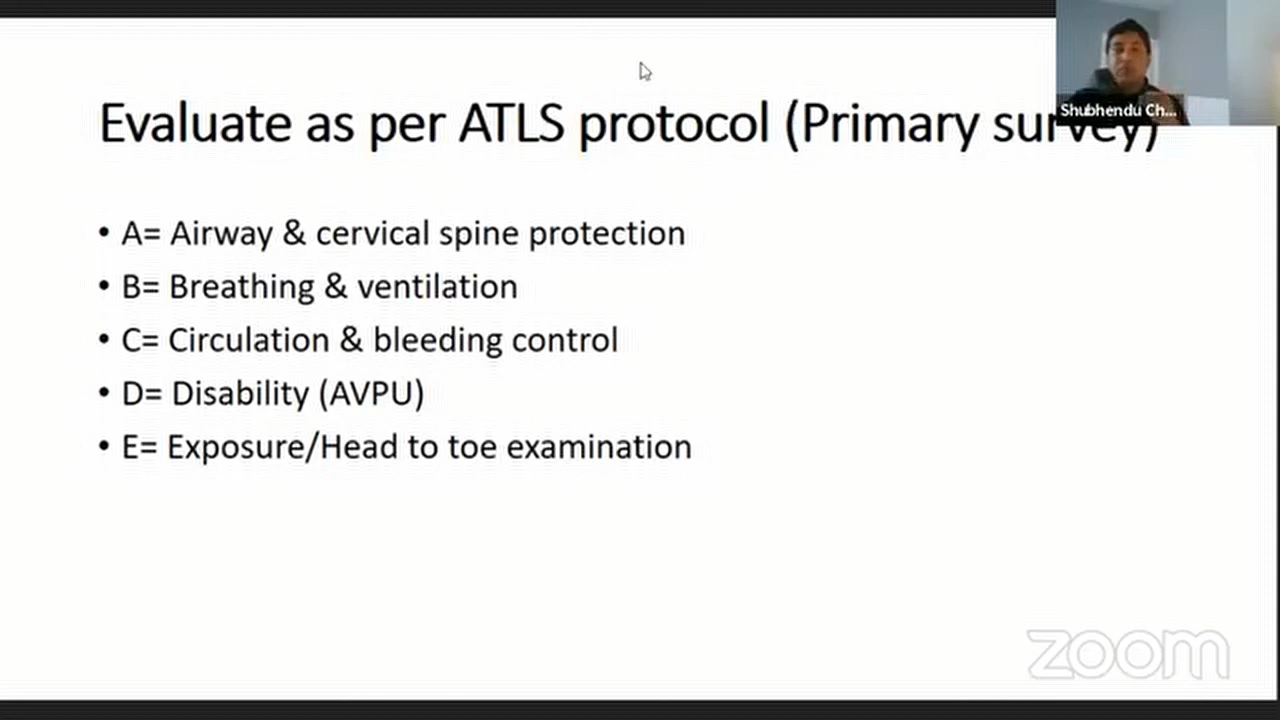 Evaluate as per ATLS protocol (Primary survey)
Shubhendu Ch...
• A= Airway & cervical spine protection
• B= Breathing & ventilation
• C= Circulation & bleeding control
• D= Disability (AVPU)
• E= Exposure/Head to toe examination
zoom